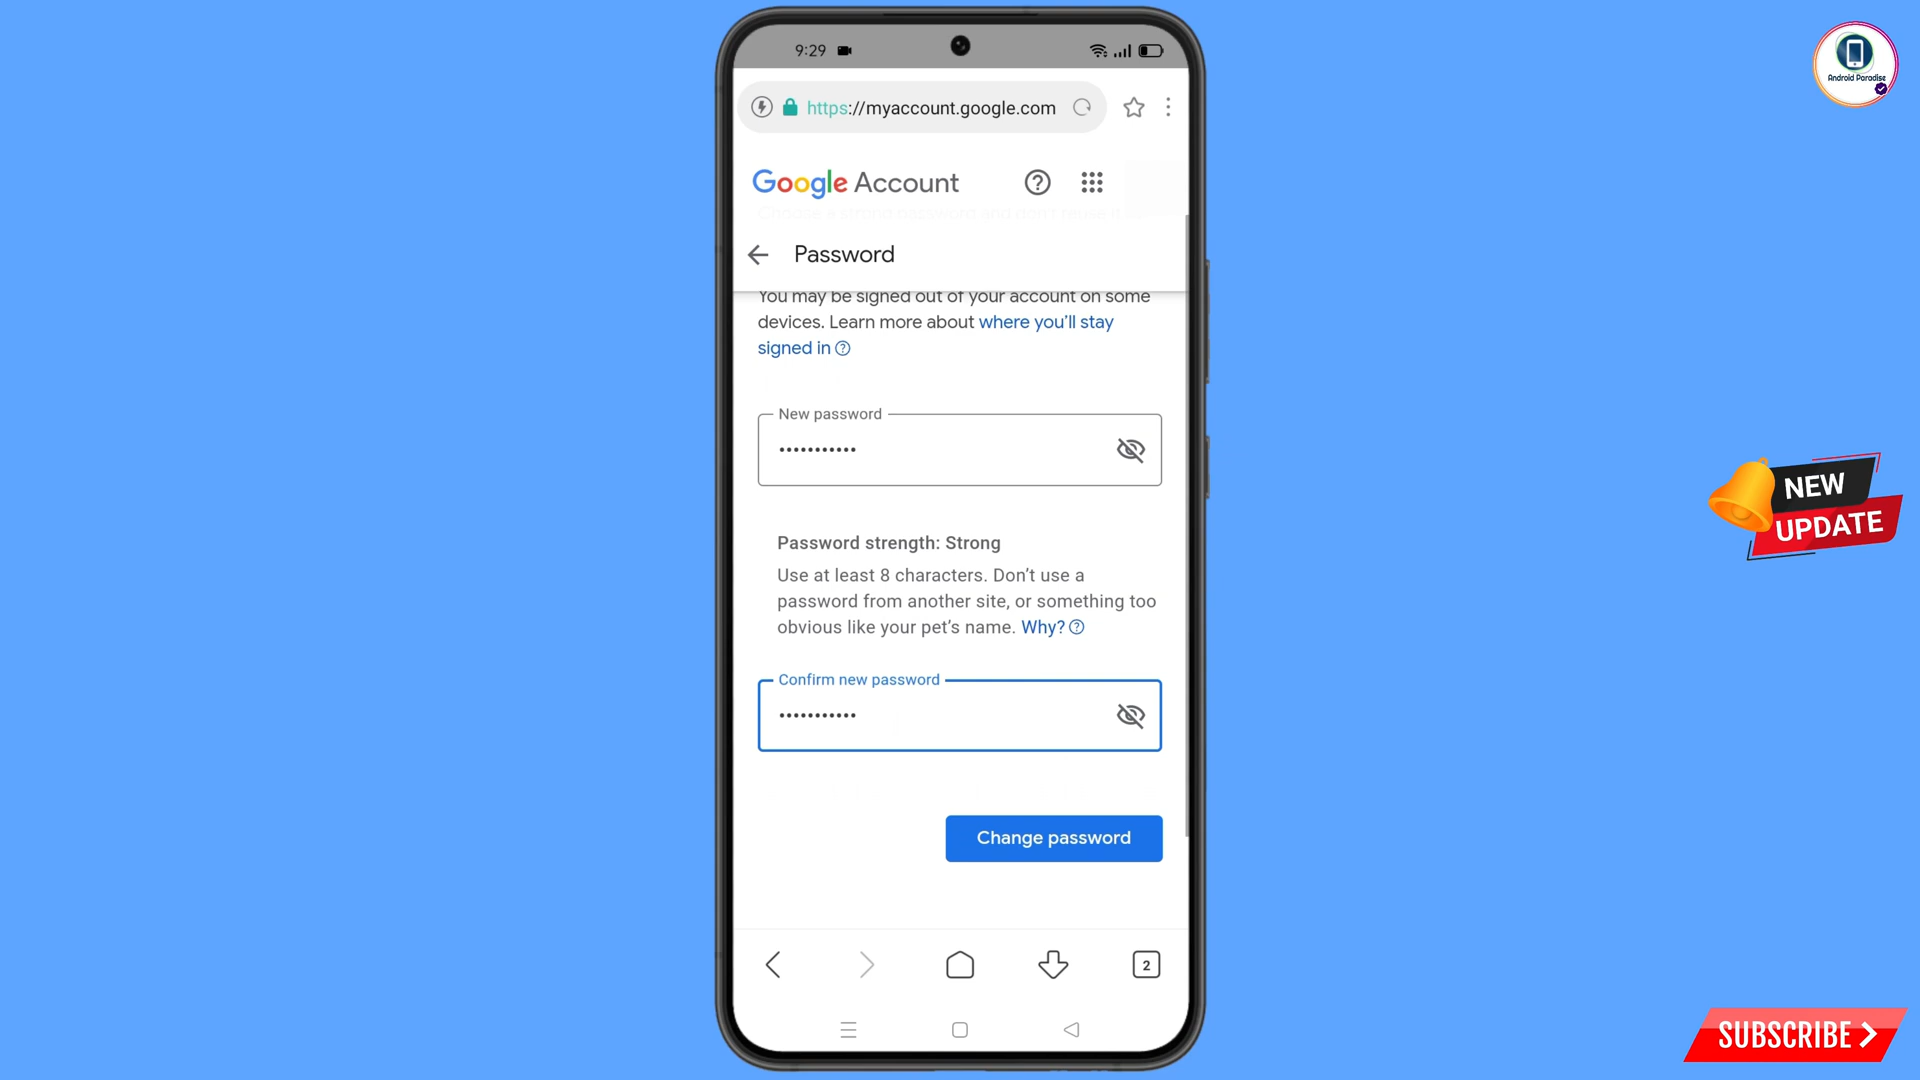 9:29
Android Paradise
https://myaccount.google.com
Google Account
Password
You may be signed out of your account on some
devices. Learn more about where you'll stay
signed in
New password
•••••••••••
NEW
UPDATE
Password strength: Strong
Use at least 8 characters. Don't use a
password from another site, or something too
obvious like your pet's name. Why?
Confirm new password
•••••••••••
Change password
2
SUBSCRIBE